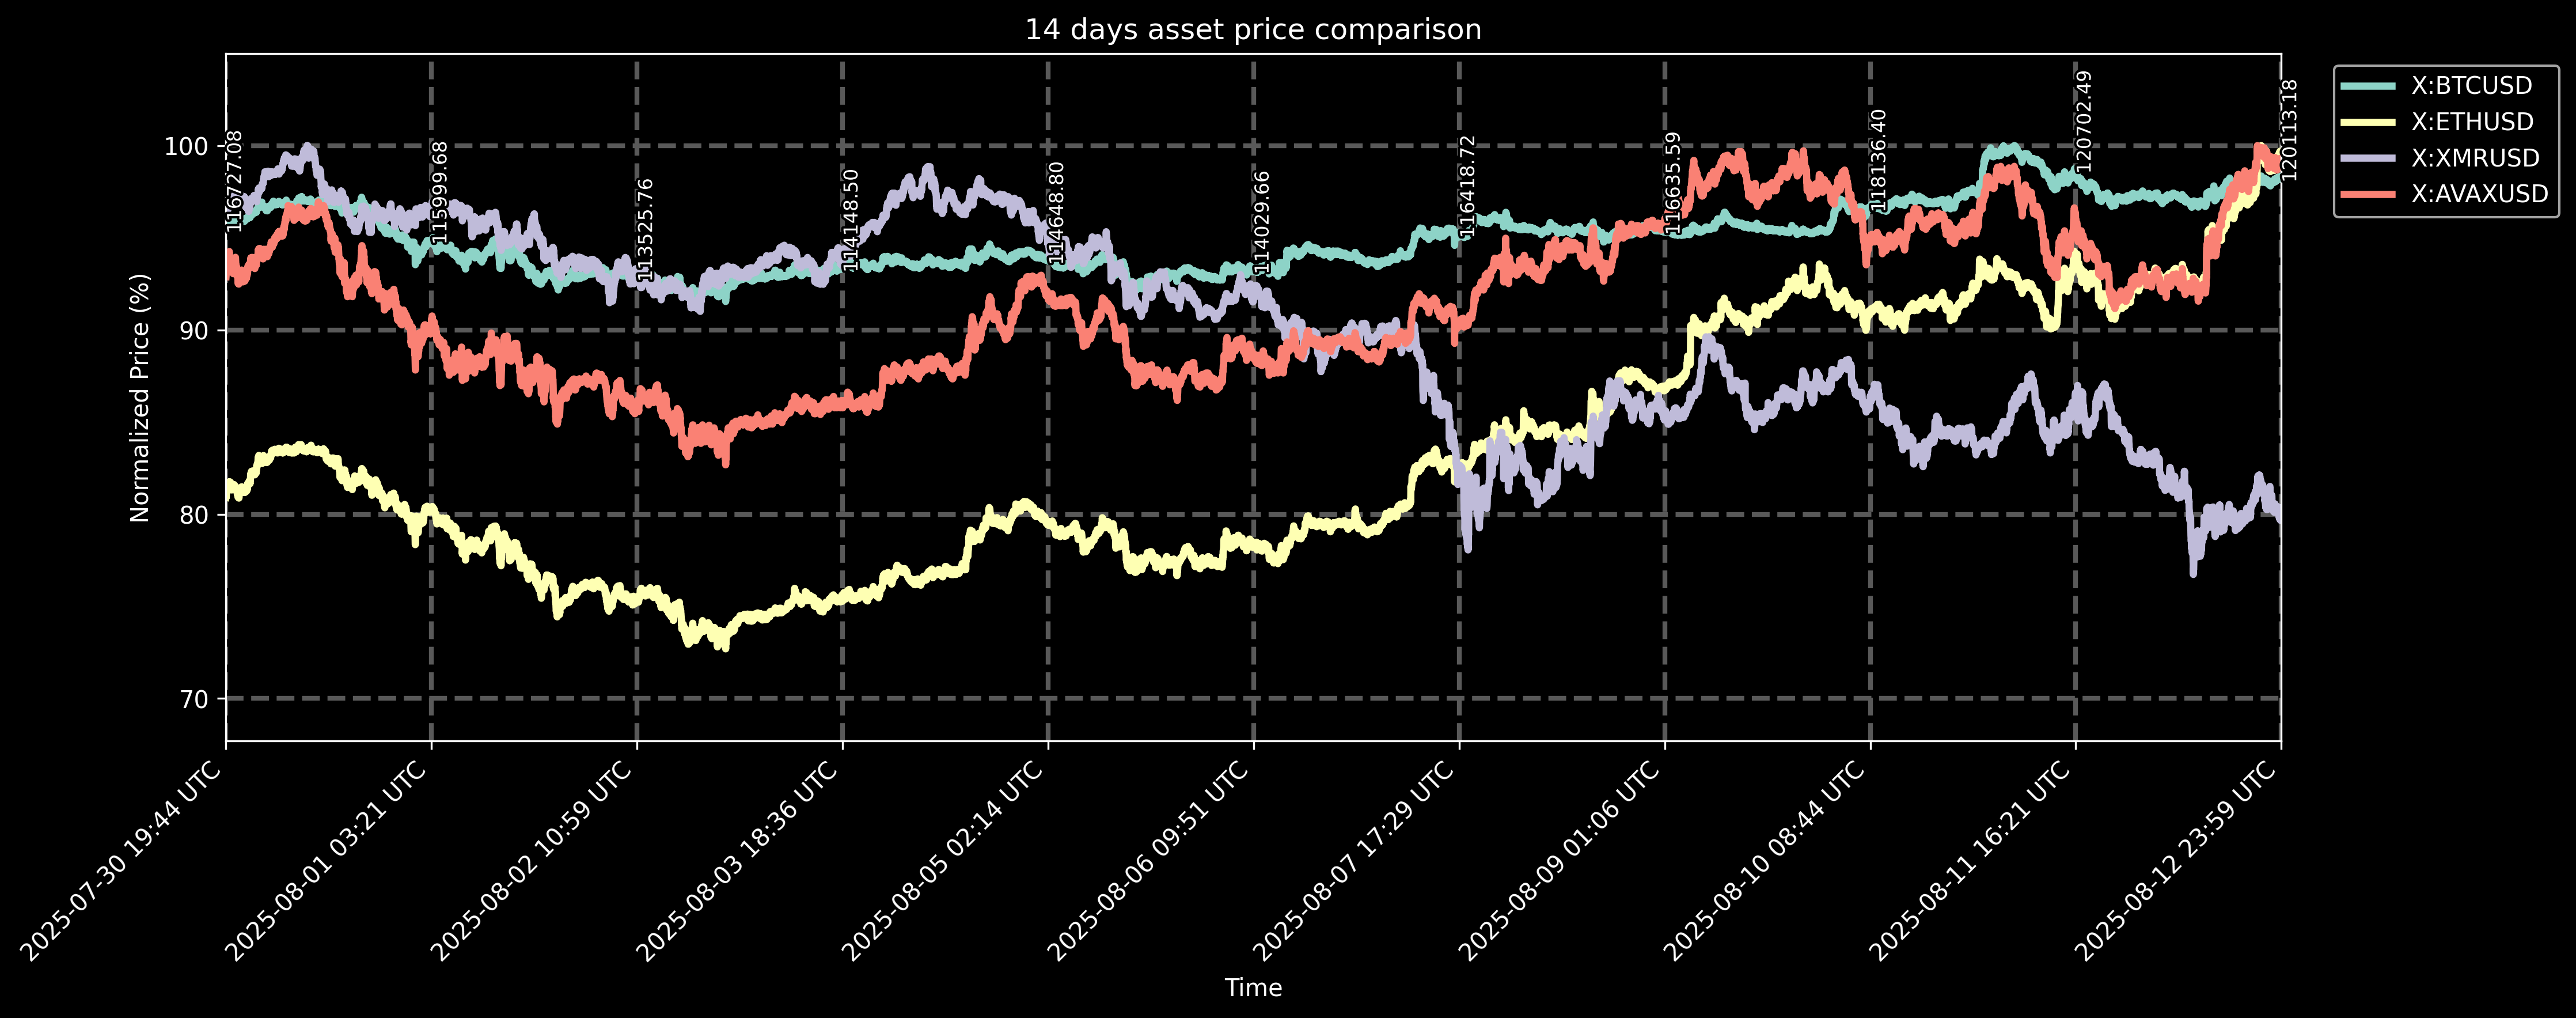 14 days asset price comparison
Normalized Price (%)
100
90
80
70
116727.08
115999.68
113525.76
114148.50
114648.80
114029.66
116418.72
116635.59
118136.40
120702.49
120113.18
X:BTCUSD
X:ETHUSD
X:XMRUSD
X:AVAXUSD
2025-07-30 19:44 UTC
2025-08-01 03:21 UTC
2025-08-02 10:59 UTC
2025-08-03 18:36 UTC
2025-08-05 02:14 UTC
2025-08-06 09:51 UTC
2025-08-07 17:29 UTC
2025-08-09 01:06 UTC
2025-08-10 08:44 UTC
2025-08-11 16:21 UTC
2025-08-12 23:59 UTC
Time